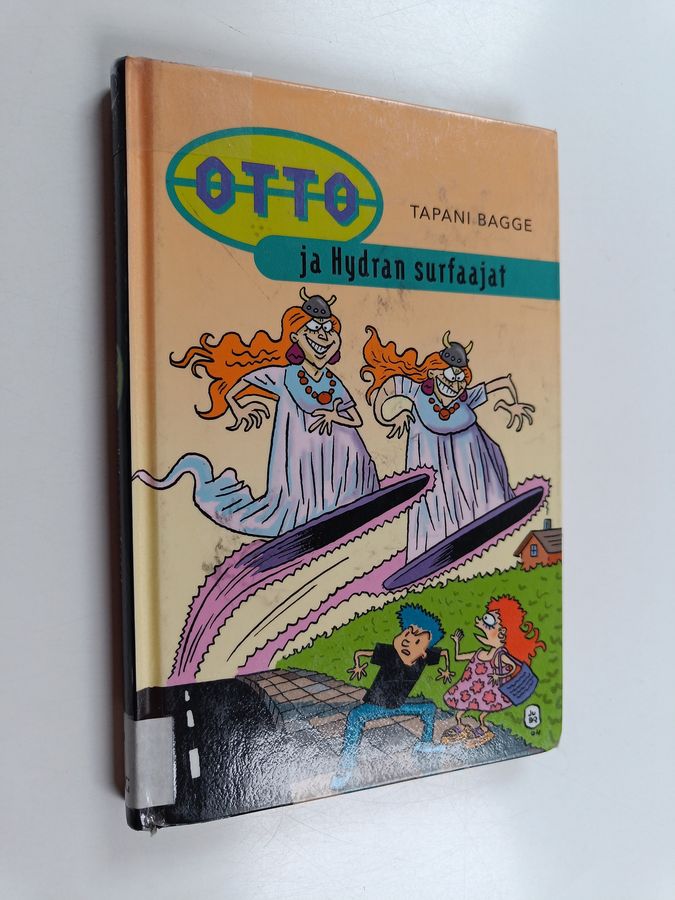 OTTO
TAPANI BAGGE
ja Hydran surfaajat